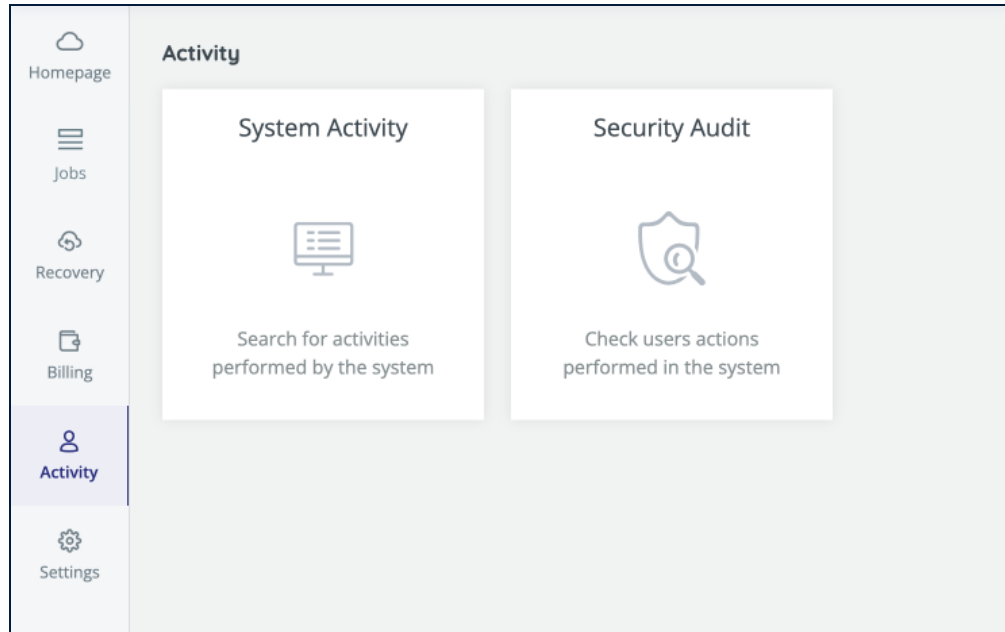 Homepage
Jobs
Recovery
Billing
Activity
Settings
Activity
System Activity
Search for activities
performed by the system
Security Audit
Check users actions
performed in the system